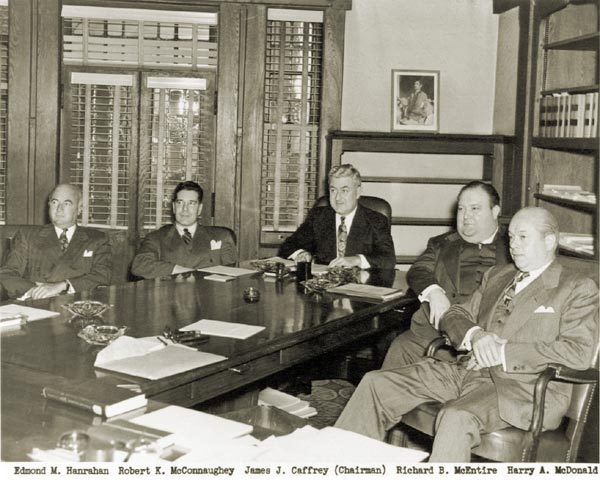 Edmond M. Hanrahan Robert K. McConnaughey James J. Caffrey (Chairman) Richard B. McEntire Harry A. McDonald